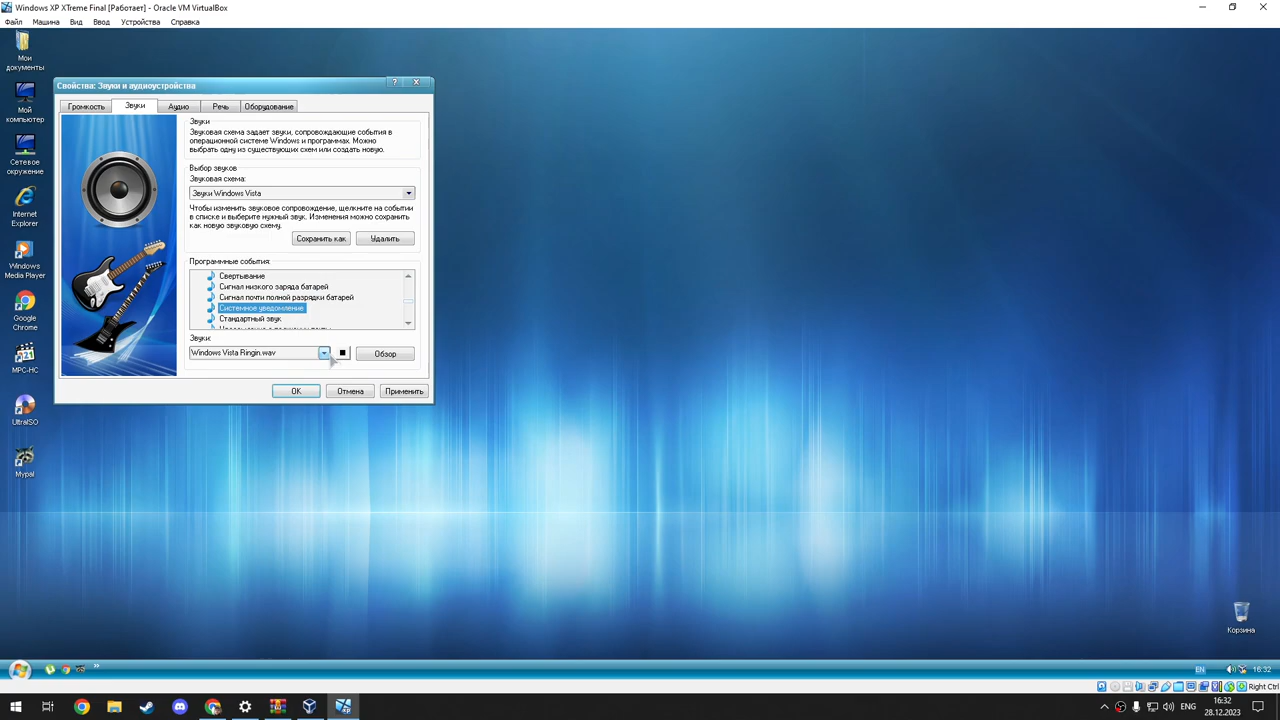 Windows XP XTreme Final [Работает] - Oracle VM VirtualBox
Файл Машина Вид Ввод Устройства Справка
Мои документы
Мой компьютер
Сетевое окружение
Internet Explorer
Windows Media Player
Google Chrome
MPC-HC
UltraISO
Mypal
Свойства: Звуки и аудиоустройства
Громкость Звуки Аудио Речь Оборудование
Звуки
Звуковая схема задает звуки, сопровождающие события в
операционной системе Windows и программах. Можно
выбрать одну из существующих схем или создать новую.
Выбор звуков
Звуковая схема:
Звуки Windows Vista
Чтобы изменить звуковое сопровождение, щелкните на событии
в списке и выберите нужный звук. Изменения можно сохранить
как новую звуковую схему.
Сохранить как Удалить
Программные события:
Свертывание
Сигнал низкого заряда батарей
Сигнал почти полной разрядки батарей
Системное уведомление
Стандартный звук
Звуки:
Windows Vista Ringin.wav Обзор
OK Отмена Применить
Корзина
EN 16:32
Right Ctrl
ENG 16:32
28.12.2023